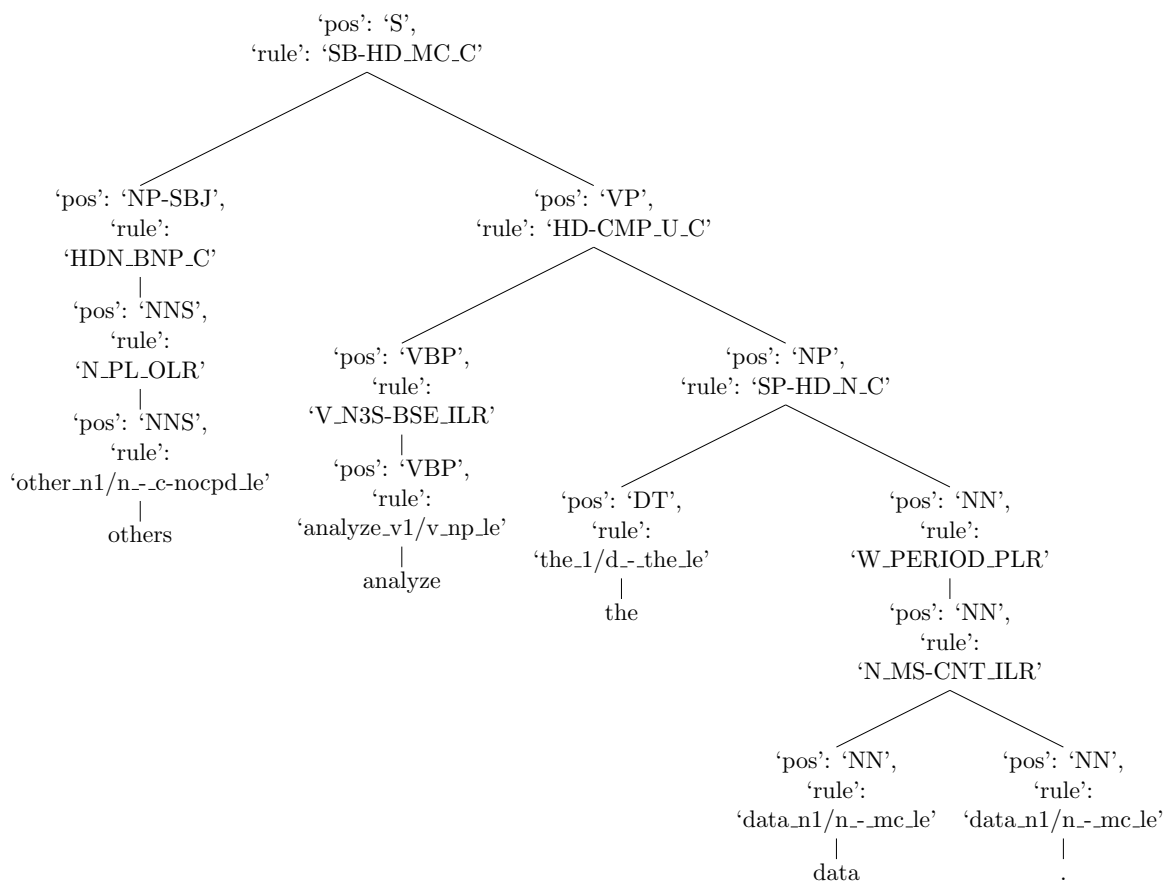 ‘pos’: ‘S’,
‘rule’: ‘SB-HD_MC_C’
‘pos’: ‘NP-SBJ’,
‘rule’:
‘HDN_BNP_C’
‘pos’: ‘NNS’,
‘rule’:
‘N_PL_OLR’
‘pos’: ‘NNS’,
‘rule’:
‘other_n1/n_-_c-nocpd_le’
others
‘pos’: ‘VP’,
‘rule’: ‘HD-CMP_U_C’
‘pos’: ‘VBP’,
‘rule’:
‘V_N3S-BSE_ILR’
‘pos’: ‘VBP’,
‘rule’:
‘analyze_v1/v_np_le’
analyze
‘pos’: ‘NP’,
‘rule’: ‘SP-HD_N_C’
‘pos’: ‘DT’,
‘rule’:
‘the_1/d_-_the_le’
the
‘pos’: ‘NN’,
‘rule’:
‘W_PERIOD_PLR’
‘pos’: ‘NN’,
‘rule’:
‘N_MS-CNT_ILR’
‘pos’: ‘NN’,
‘rule’:
‘data_n1/n_-_mc_le’
data
‘pos’: ‘NN’,
‘rule’:
‘data_n1/n_-_mc_le’
.